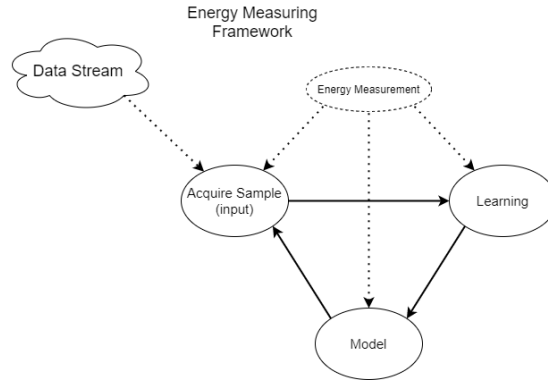 Energy Measuring
Framework
Data Stream
Energy Measurement
Acquire Sample
(input)
Learning
Model